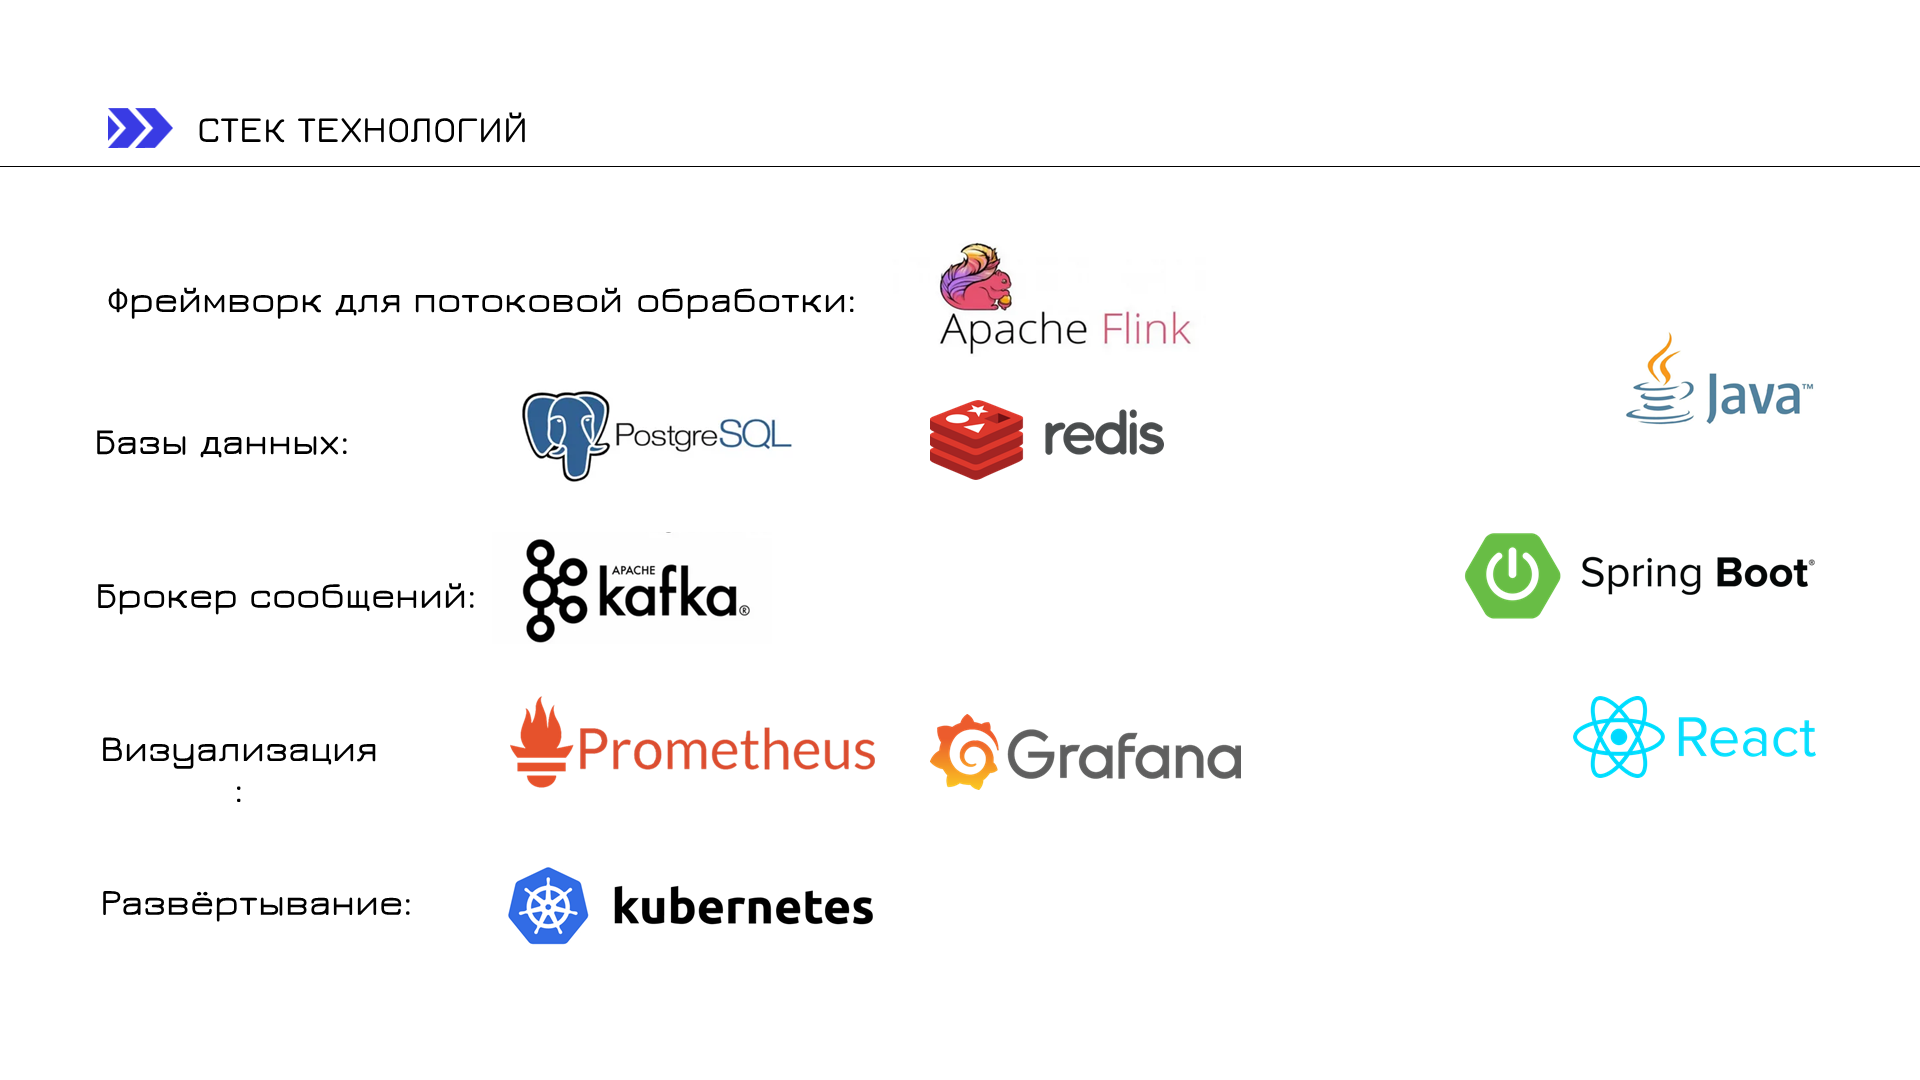 СТЕК ТЕХНОЛОГИЙ
Фреймворк для потоковой обработки:
Apache Flink
Java™
Базы данных:
PostgreSQL
redis
Брокер сообщений:
APACHE
kafka®
Spring Boot®
Визуализация
:
Prometheus
Grafana
React
Развёртывание:
kubernetes